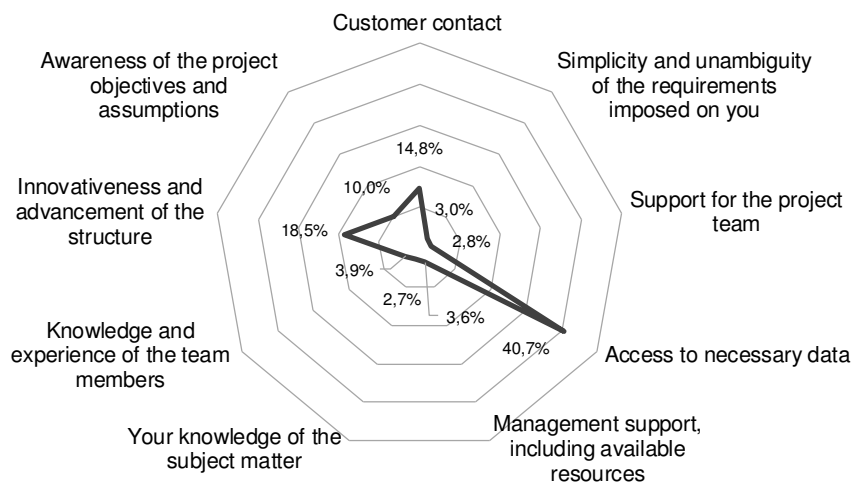 Customer contact
Awareness of the project
objectives and
assumptions
Simplicity and unambiguity
of the requirements
imposed on you
14,8%
10,0%
3,0%
Innovativeness and
advancement of the
structure
18,5%
2,8%
Support for the project
team
3,9%
2,7%
3,6%
40,7%
Knowledge and
experience of the team
members
Access to necessary data
Your knowledge of the
subject matter
Management support,
including available
resources